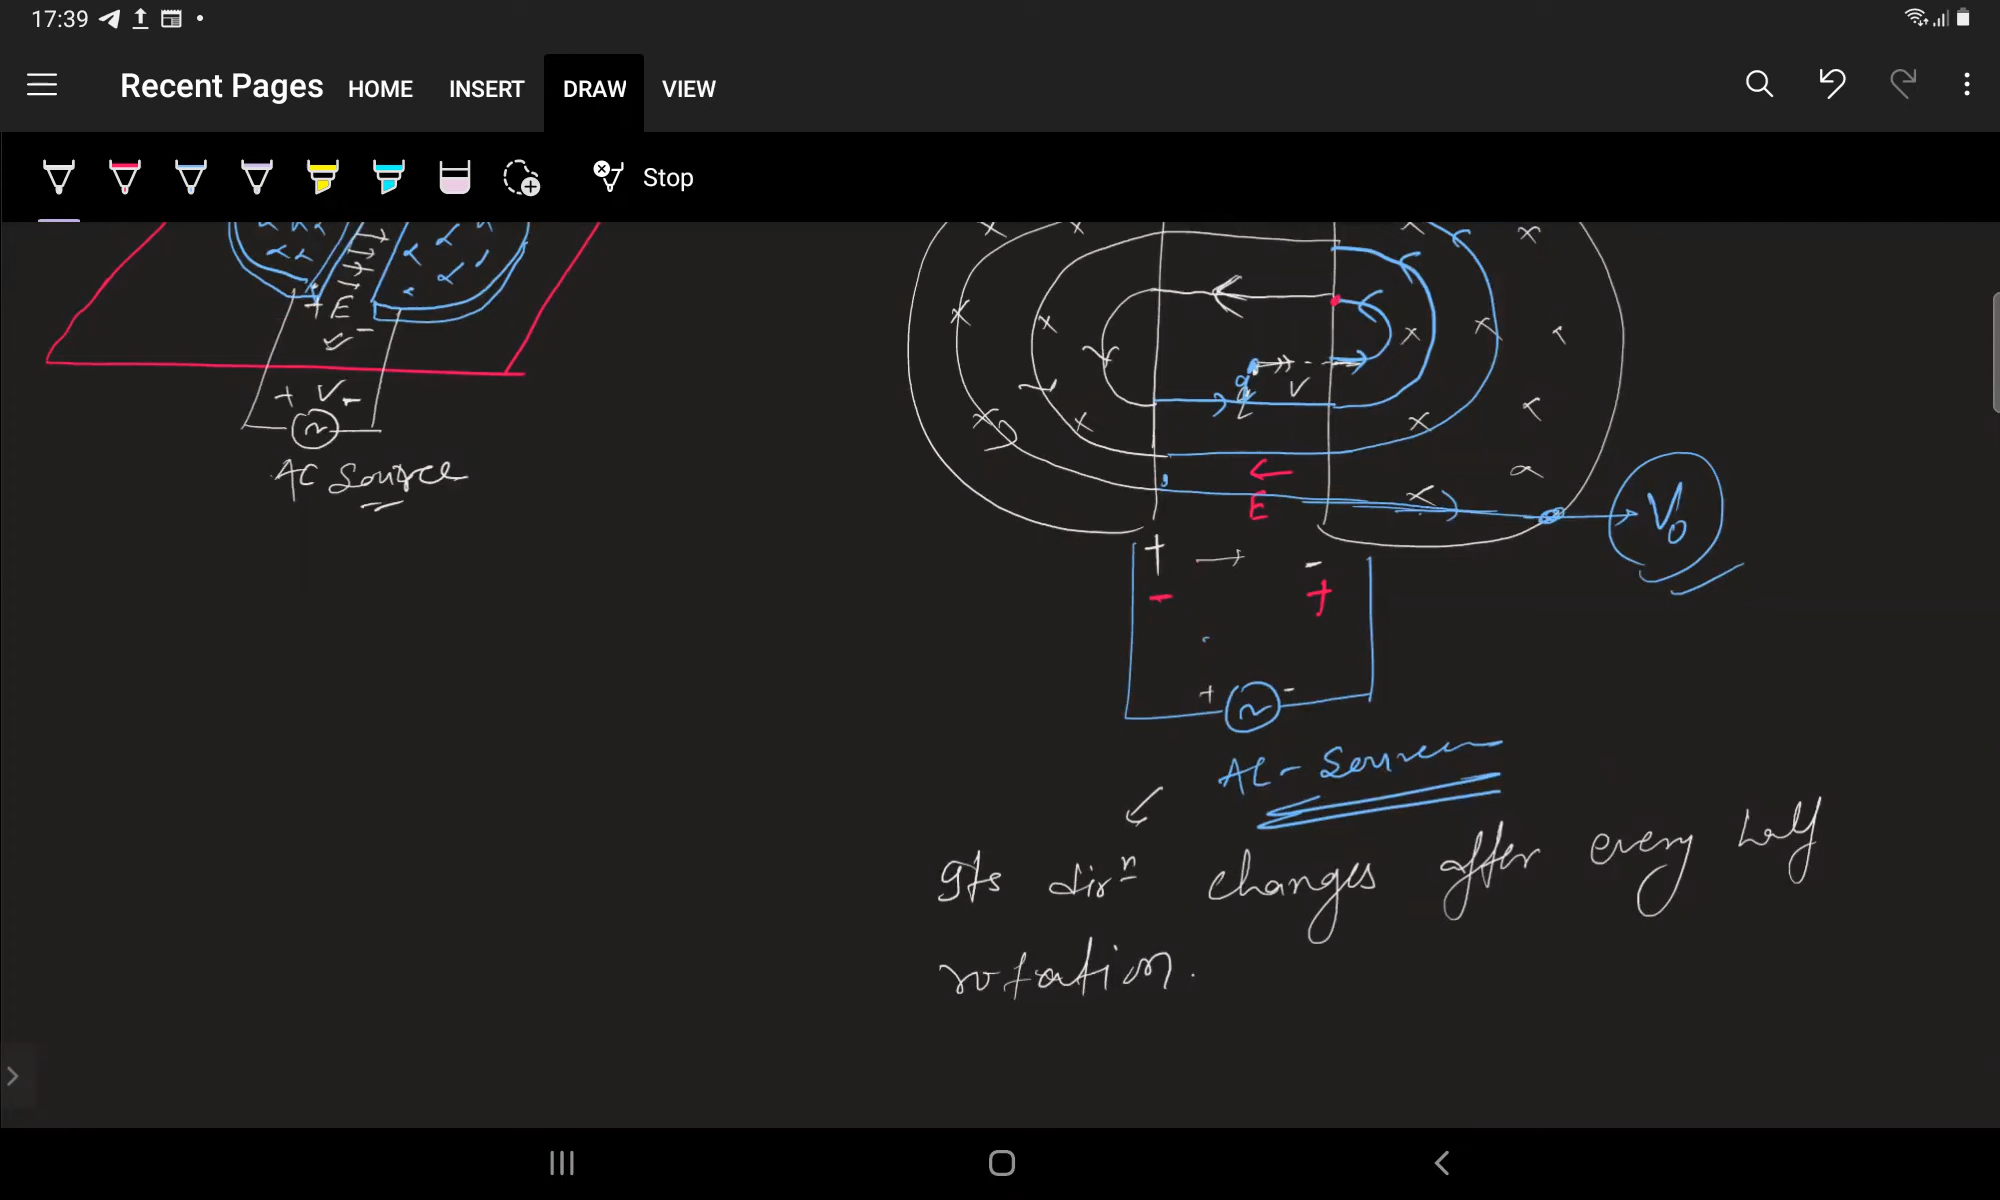 17:39
Recent Pages HOME INSERT DRAW VIEW
Stop
+ E -
+ V -
AC Source
q
V
E
V₀
+ → -
- +
+ ~ -
AC - Source
Its dirⁿ changes after every half
rotation.